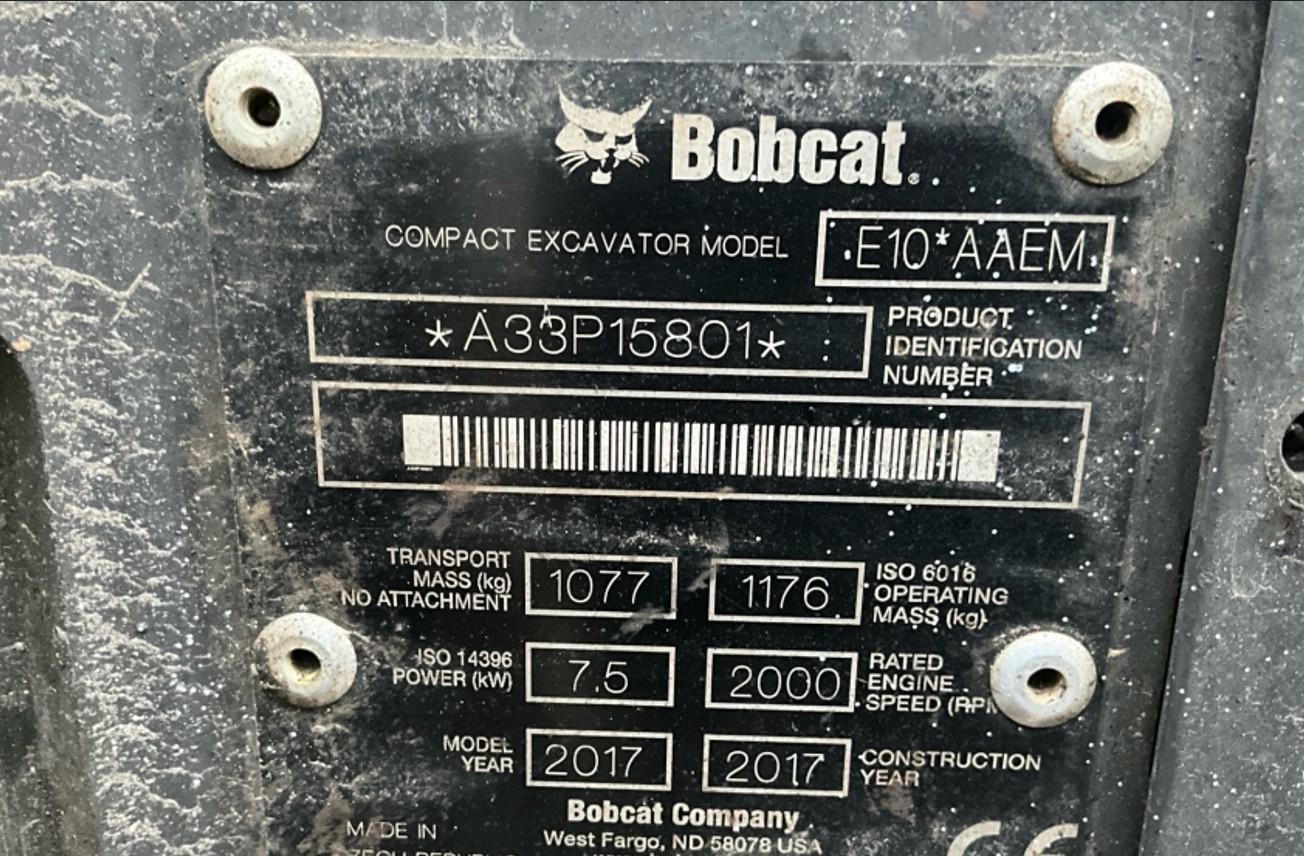 Bobcat®
COMPACT EXCAVATOR MODEL
E10*AAEM
*A33P15801*
PRODUCT
IDENTIFICATION
NUMBER
TRANSPORT
MASS (kg)
NO ATTACHMENT
1077
1176
ISO 6016
OPERATING
MASS (kg)
ISO 14396
POWER (kW)
7.5
2000
RATED
ENGINE
SPEED
MODEL
YEAR
2017
2017
CONSTRUCTION
YEAR
Bobcat Company
West Fargo, ND 58078 USA
MADE IN
CE